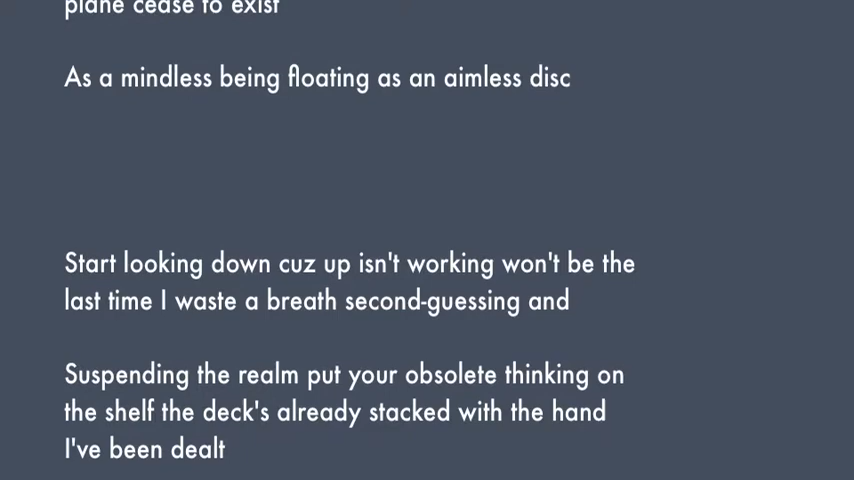 plane cease to exist
As a mindless being floating as an aimless disc
Start looking down cuz up isn't working won't be the
last time I waste a breath second-guessing and
Suspending the realm put your obsolete thinking on
the shelf the deck's already stacked with the hand
I've been dealt